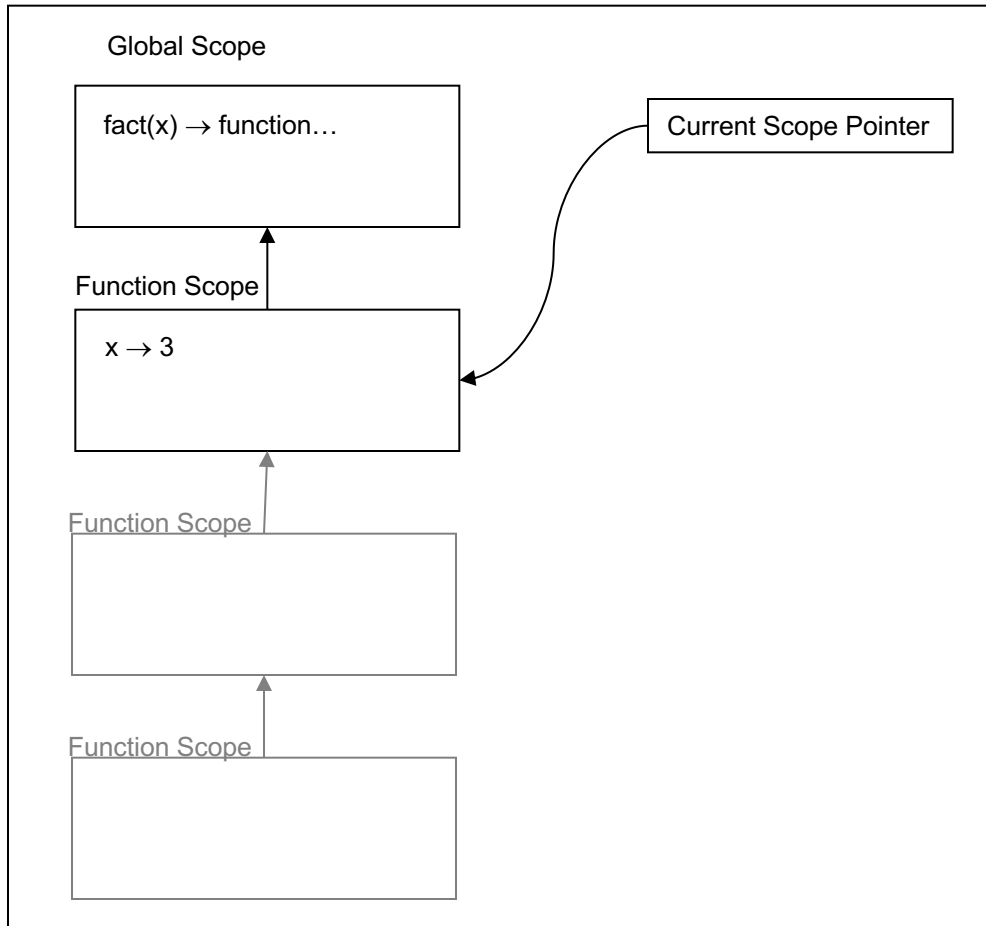 Global Scope
fact(x) → function…
Current Scope Pointer
Function Scope
x → 3
Function Scope
Function Scope